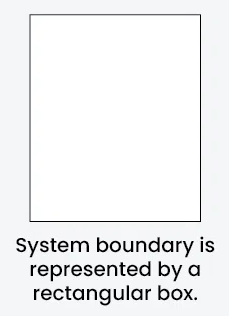 System boundary is
represented by a
rectangular box.